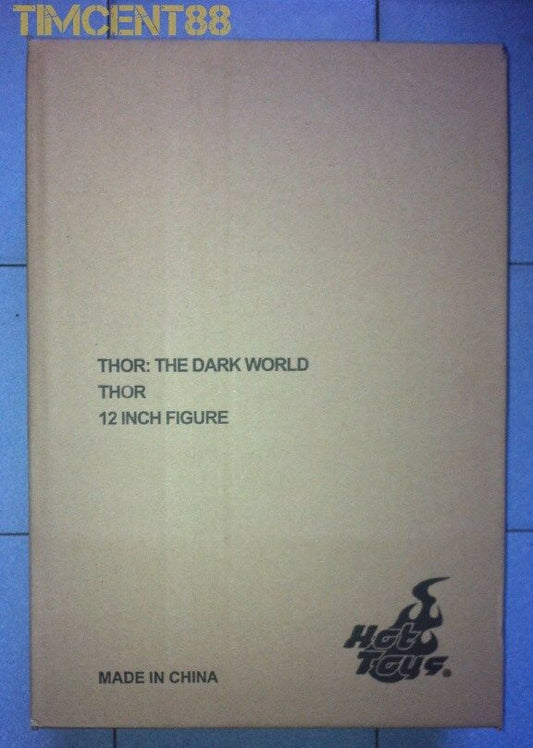 TIMCENT88
THOR: THE DARK WORLD
THOR
12 INCH FIGURE
Hot
Toys®
MADE IN CHINA